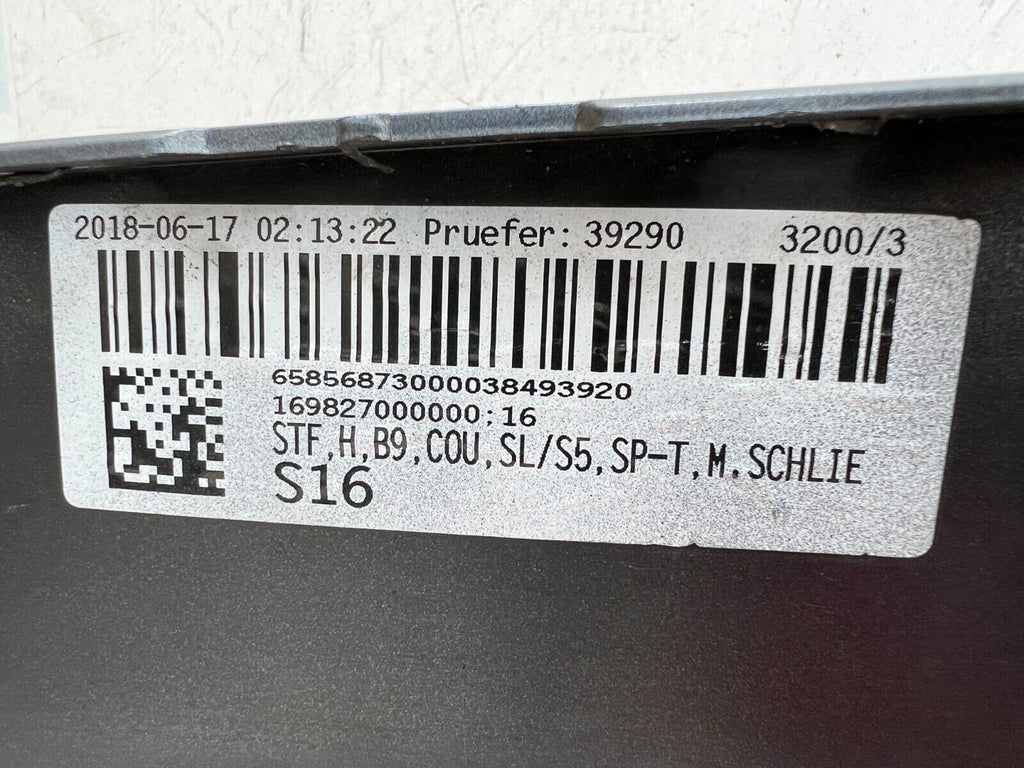 2018-06-17 02:13:22 Pruefer: 39290 3200/3
65856873000038493920
169827000000;16
STF,H,B9,COU,SL/S5,SP-T,M.SCHLIE
S16